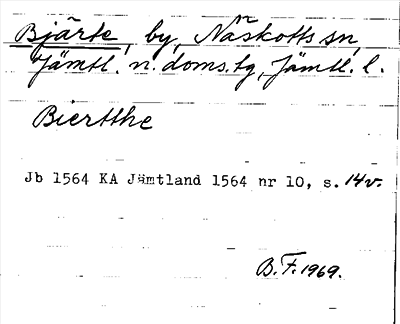 Bjärte, by, Näskotts sn,
Jämtl. n. doms.tg, Jämtl. l.
Biertthe
Jb 1564 KA Jämtland 1564 nr 10, s. 14v.
B.F. 1969.